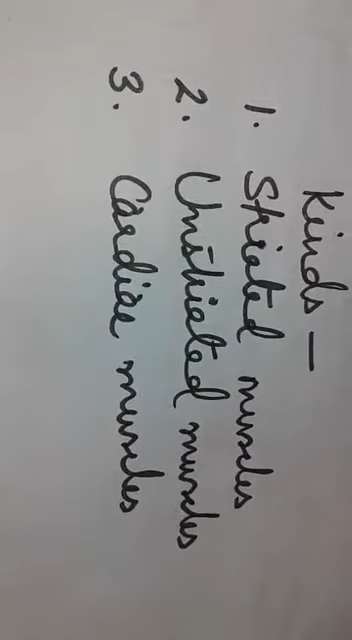 Kinds —
1. Striated muscles
2. Unstriated muscles
3. Cardiac muscles